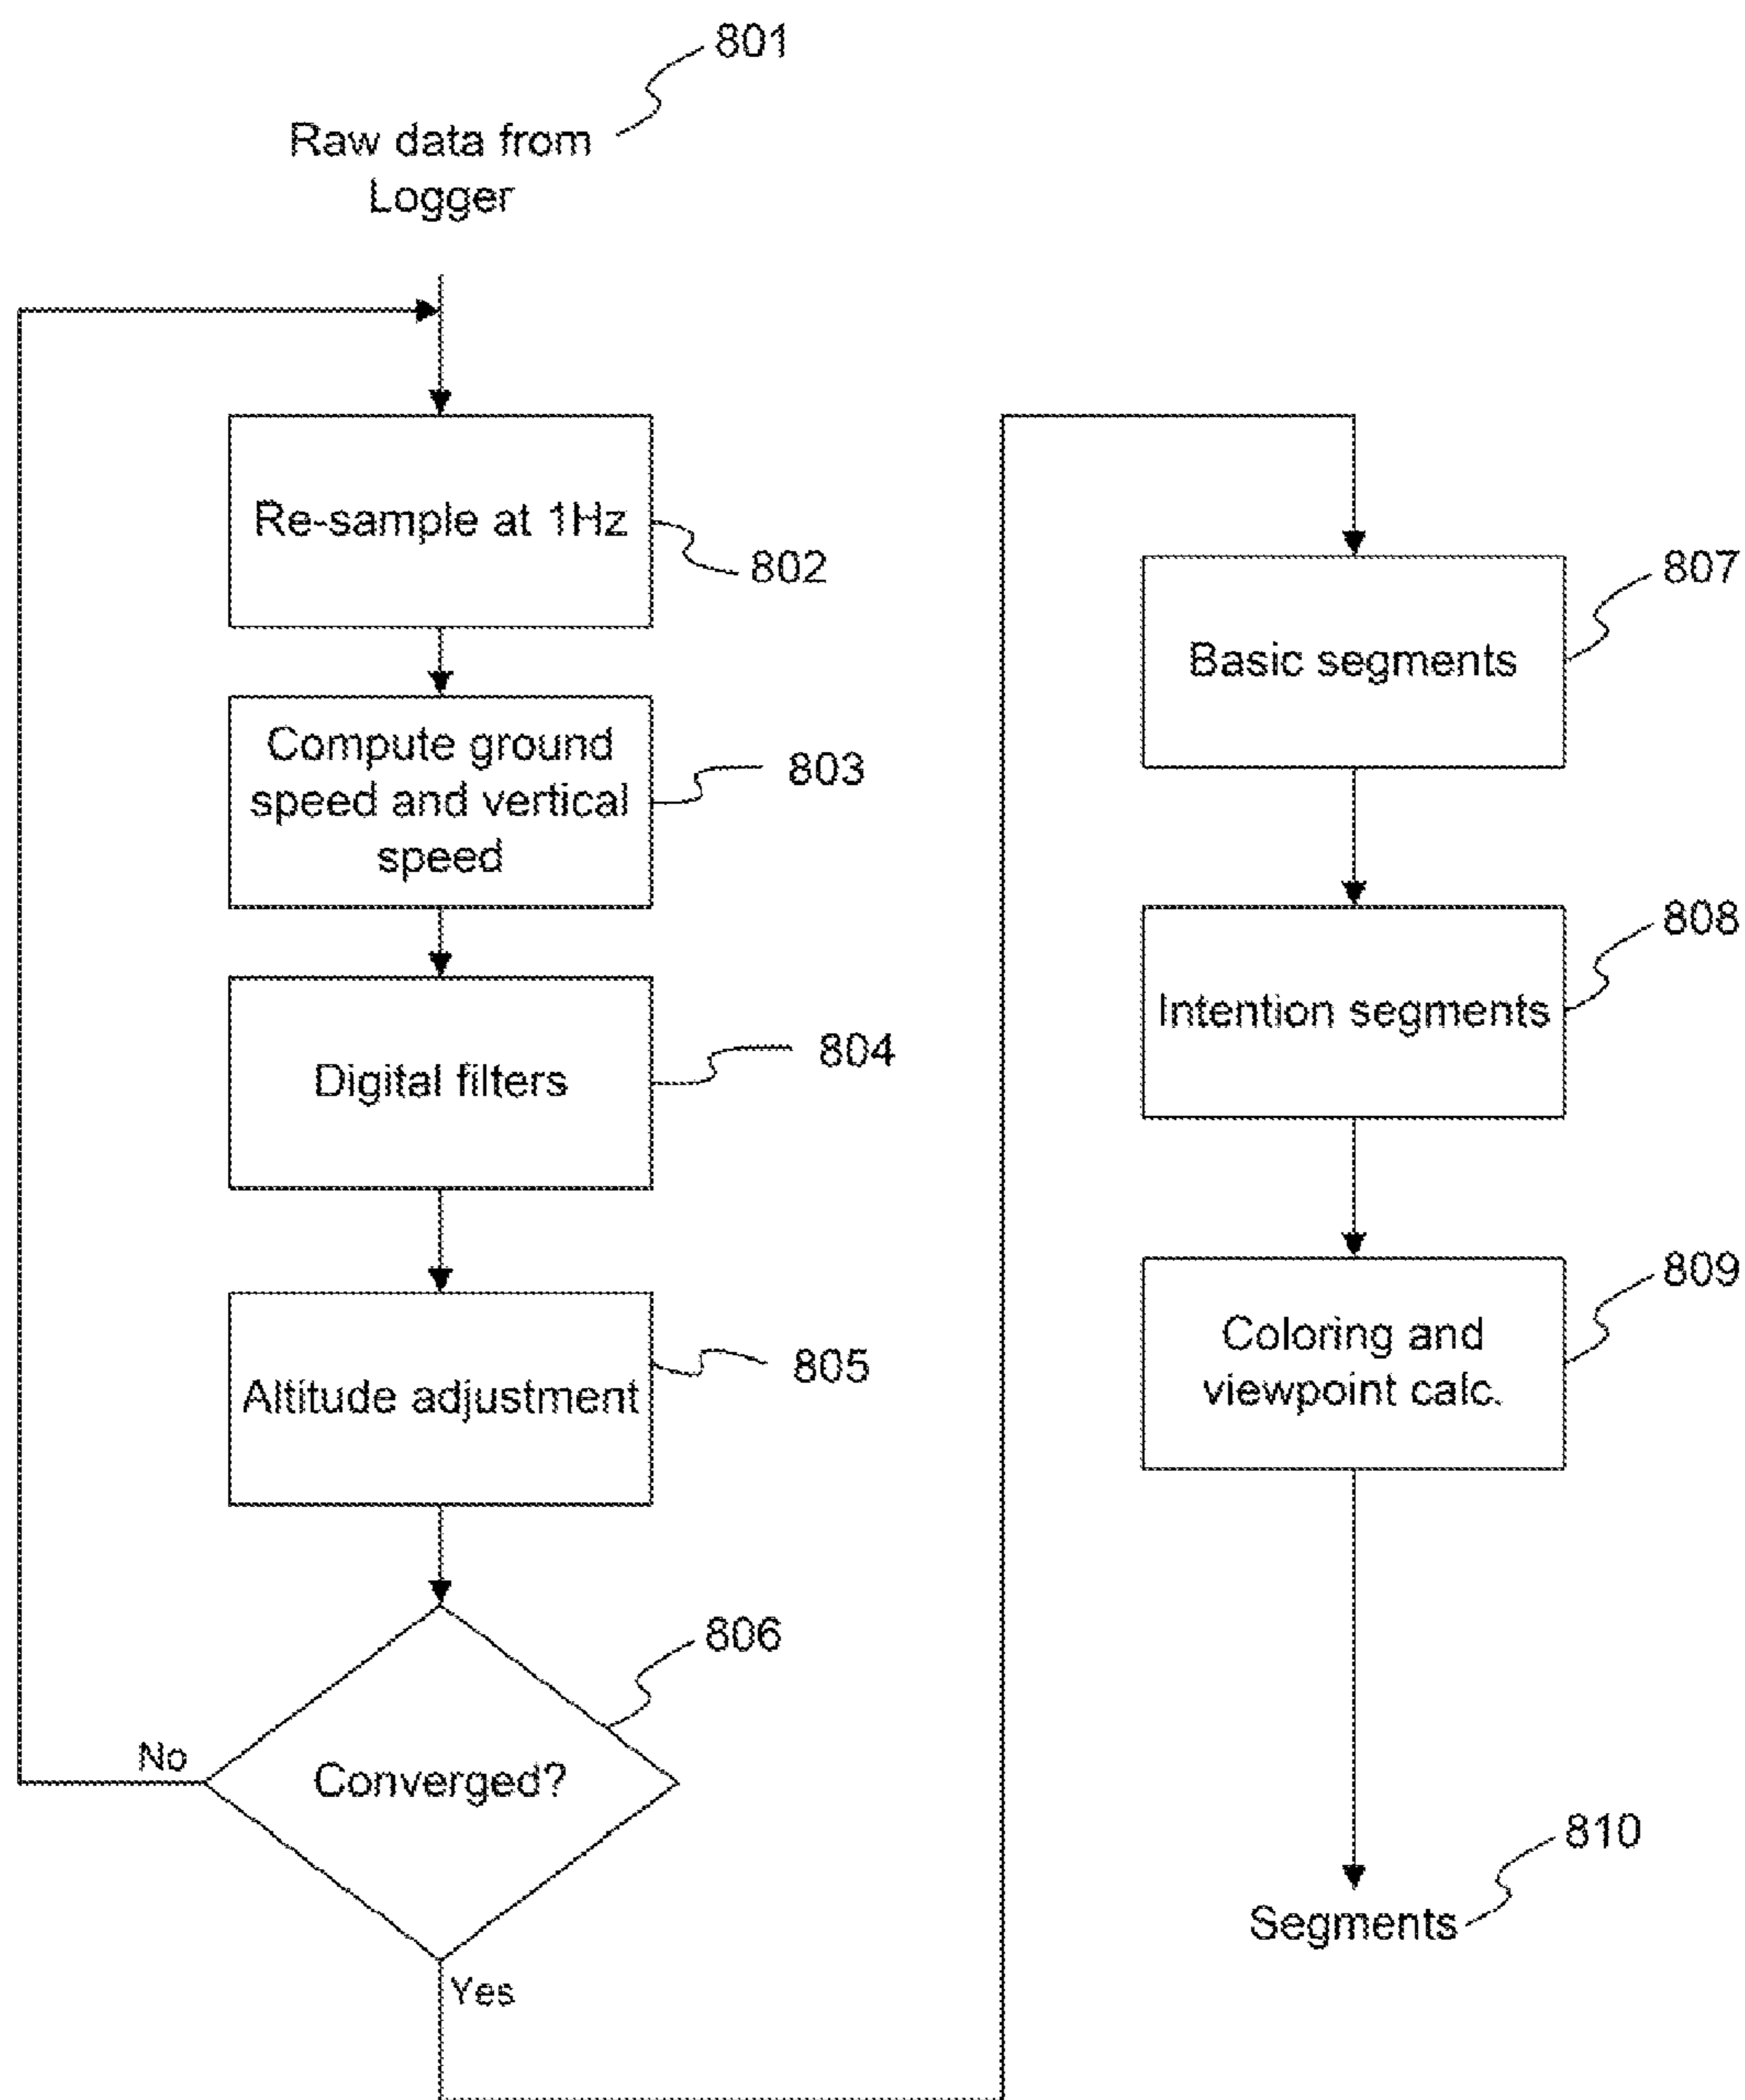 801
Raw data from
Logger
Re-sample at 1Hz
802
Compute ground
speed and vertical
speed
803
Digital filters
804
Altitude adjustment
805
806
Converged?
No
Yes
807
Basic segments
808
Intention segments
809
Coloring and
viewpoint calc.
810
Segments